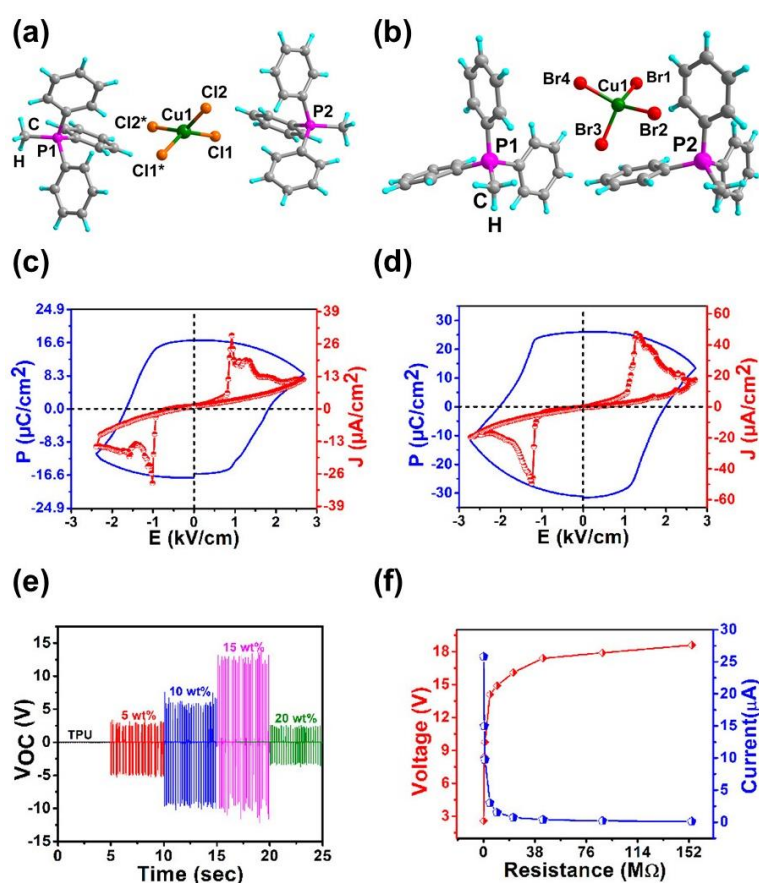 (a)
(b)
Cl2
Cu1
Cl2*
Cl1
Cl1*
P2
C
P1
H
Br4
Cu1
Br1
Br3
Br2
P1
P2
C
H
(c)
(d)
24.9
16.6
8.3
0.0
-8.3
-16.6
-24.9
P (µC/cm²)
39
26
13
0
-13
-26
-39
J (µA/cm²)
-3 -2 -1 0 1 2 3
E (kV/cm)
35
30
20
10
0
-10
-20
-30
P (µC/cm²)
60
40
20
0
-20
-40
-60
J (µA/cm²)
-3 -2 -1 0 1 2 3
E (kV/cm)
(e)
(f)
15
10
5
0
-5
-10
-15
VOC (V)
TPU
5 wt%
10 wt%
15 wt%
20 wt%
0 5 10 15 20 25
Time (sec)
18
15
12
9
6
3
Voltage (V)
30
25
20
15
10
5
0
Current(µA)
0 38 76 114 152
Resistance (MΩ)